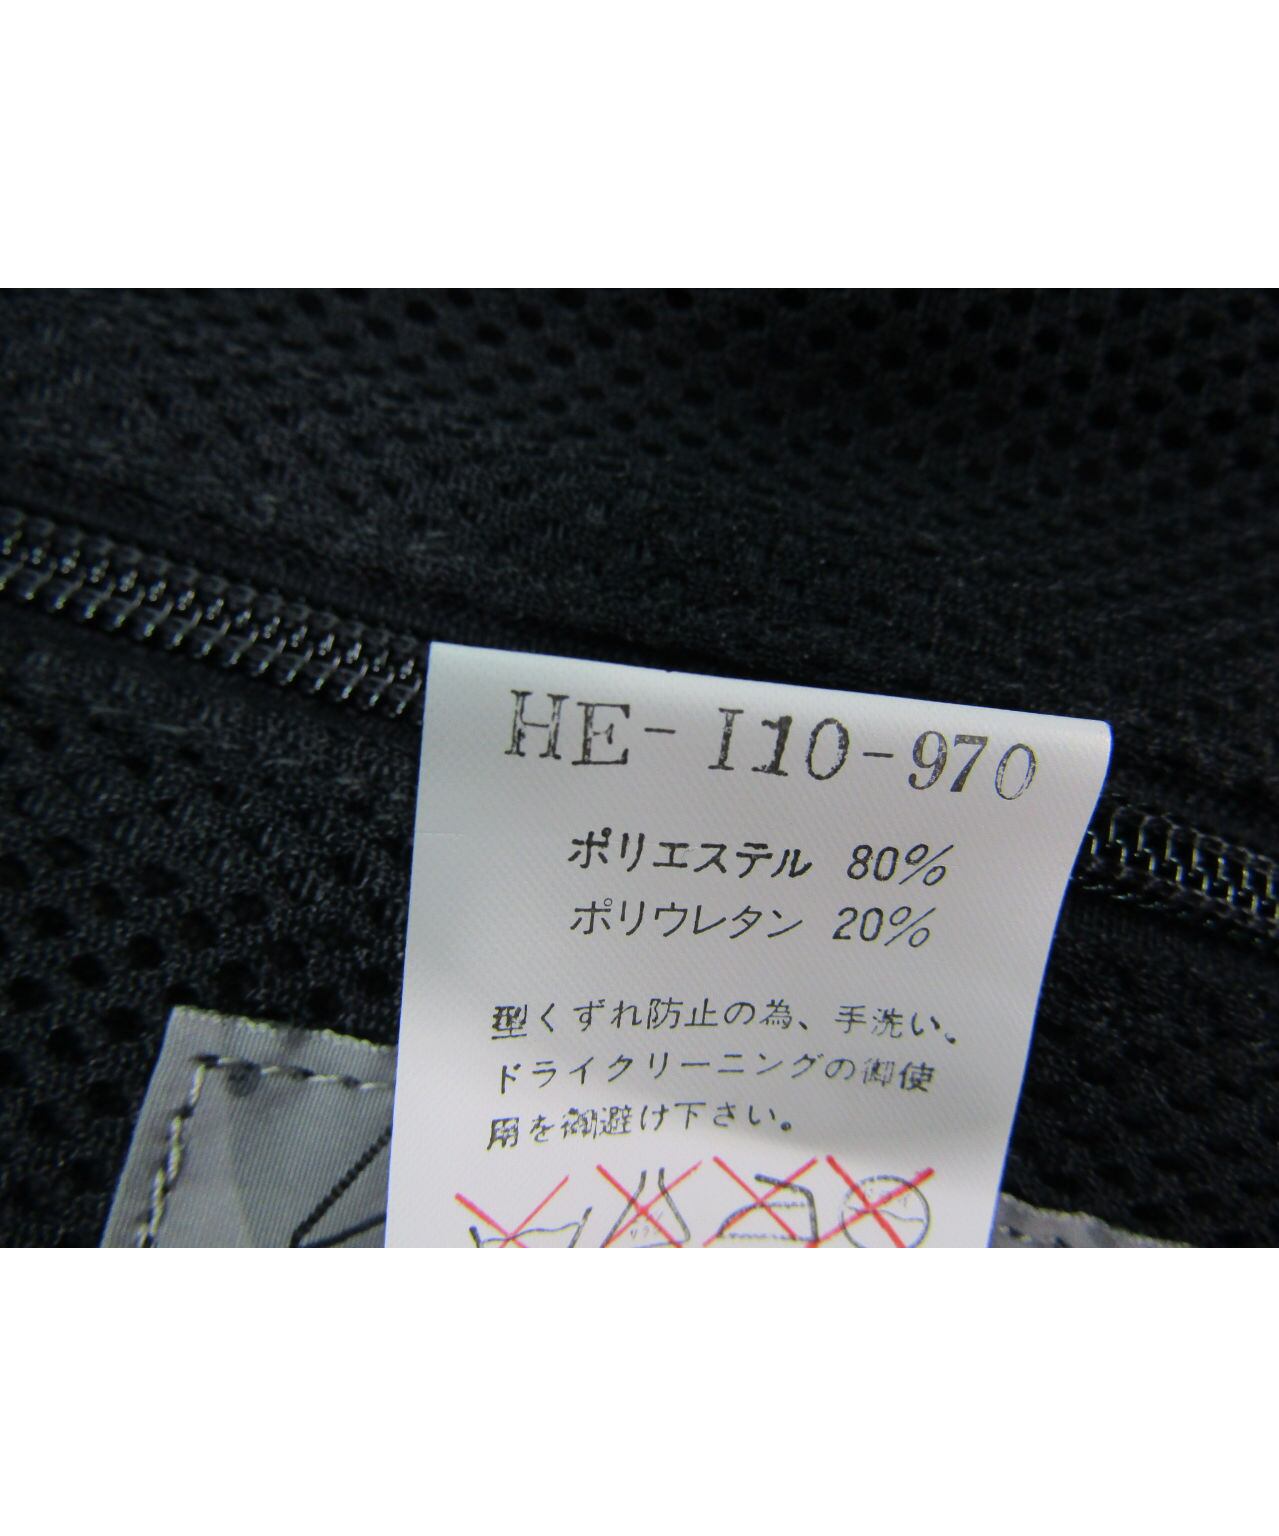 HE-I10-970
ポリエステル 80%
ポリウレタン 20%
型くずれ防止の為、手洗い、
ドライクリーニングの御使
用を御避け下さい。